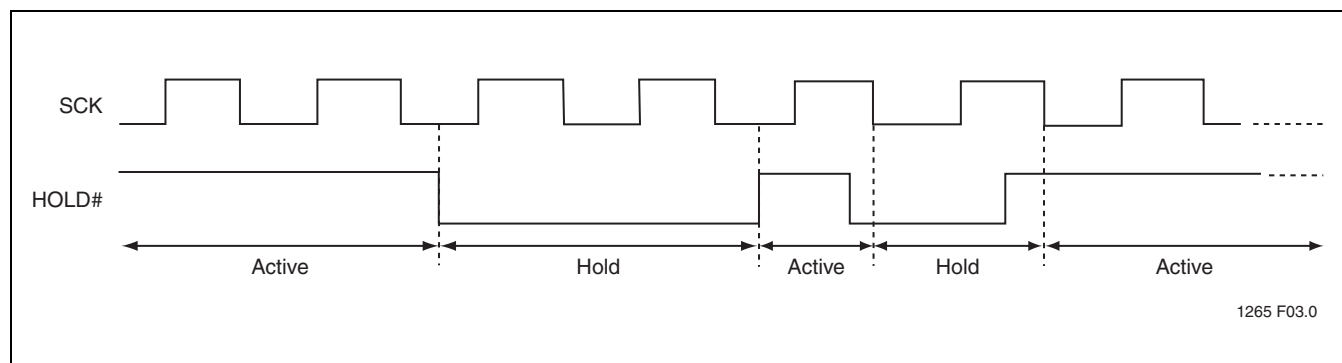 SCK
HOLD#
Active Hold Active Hold Active
1265 F03.0